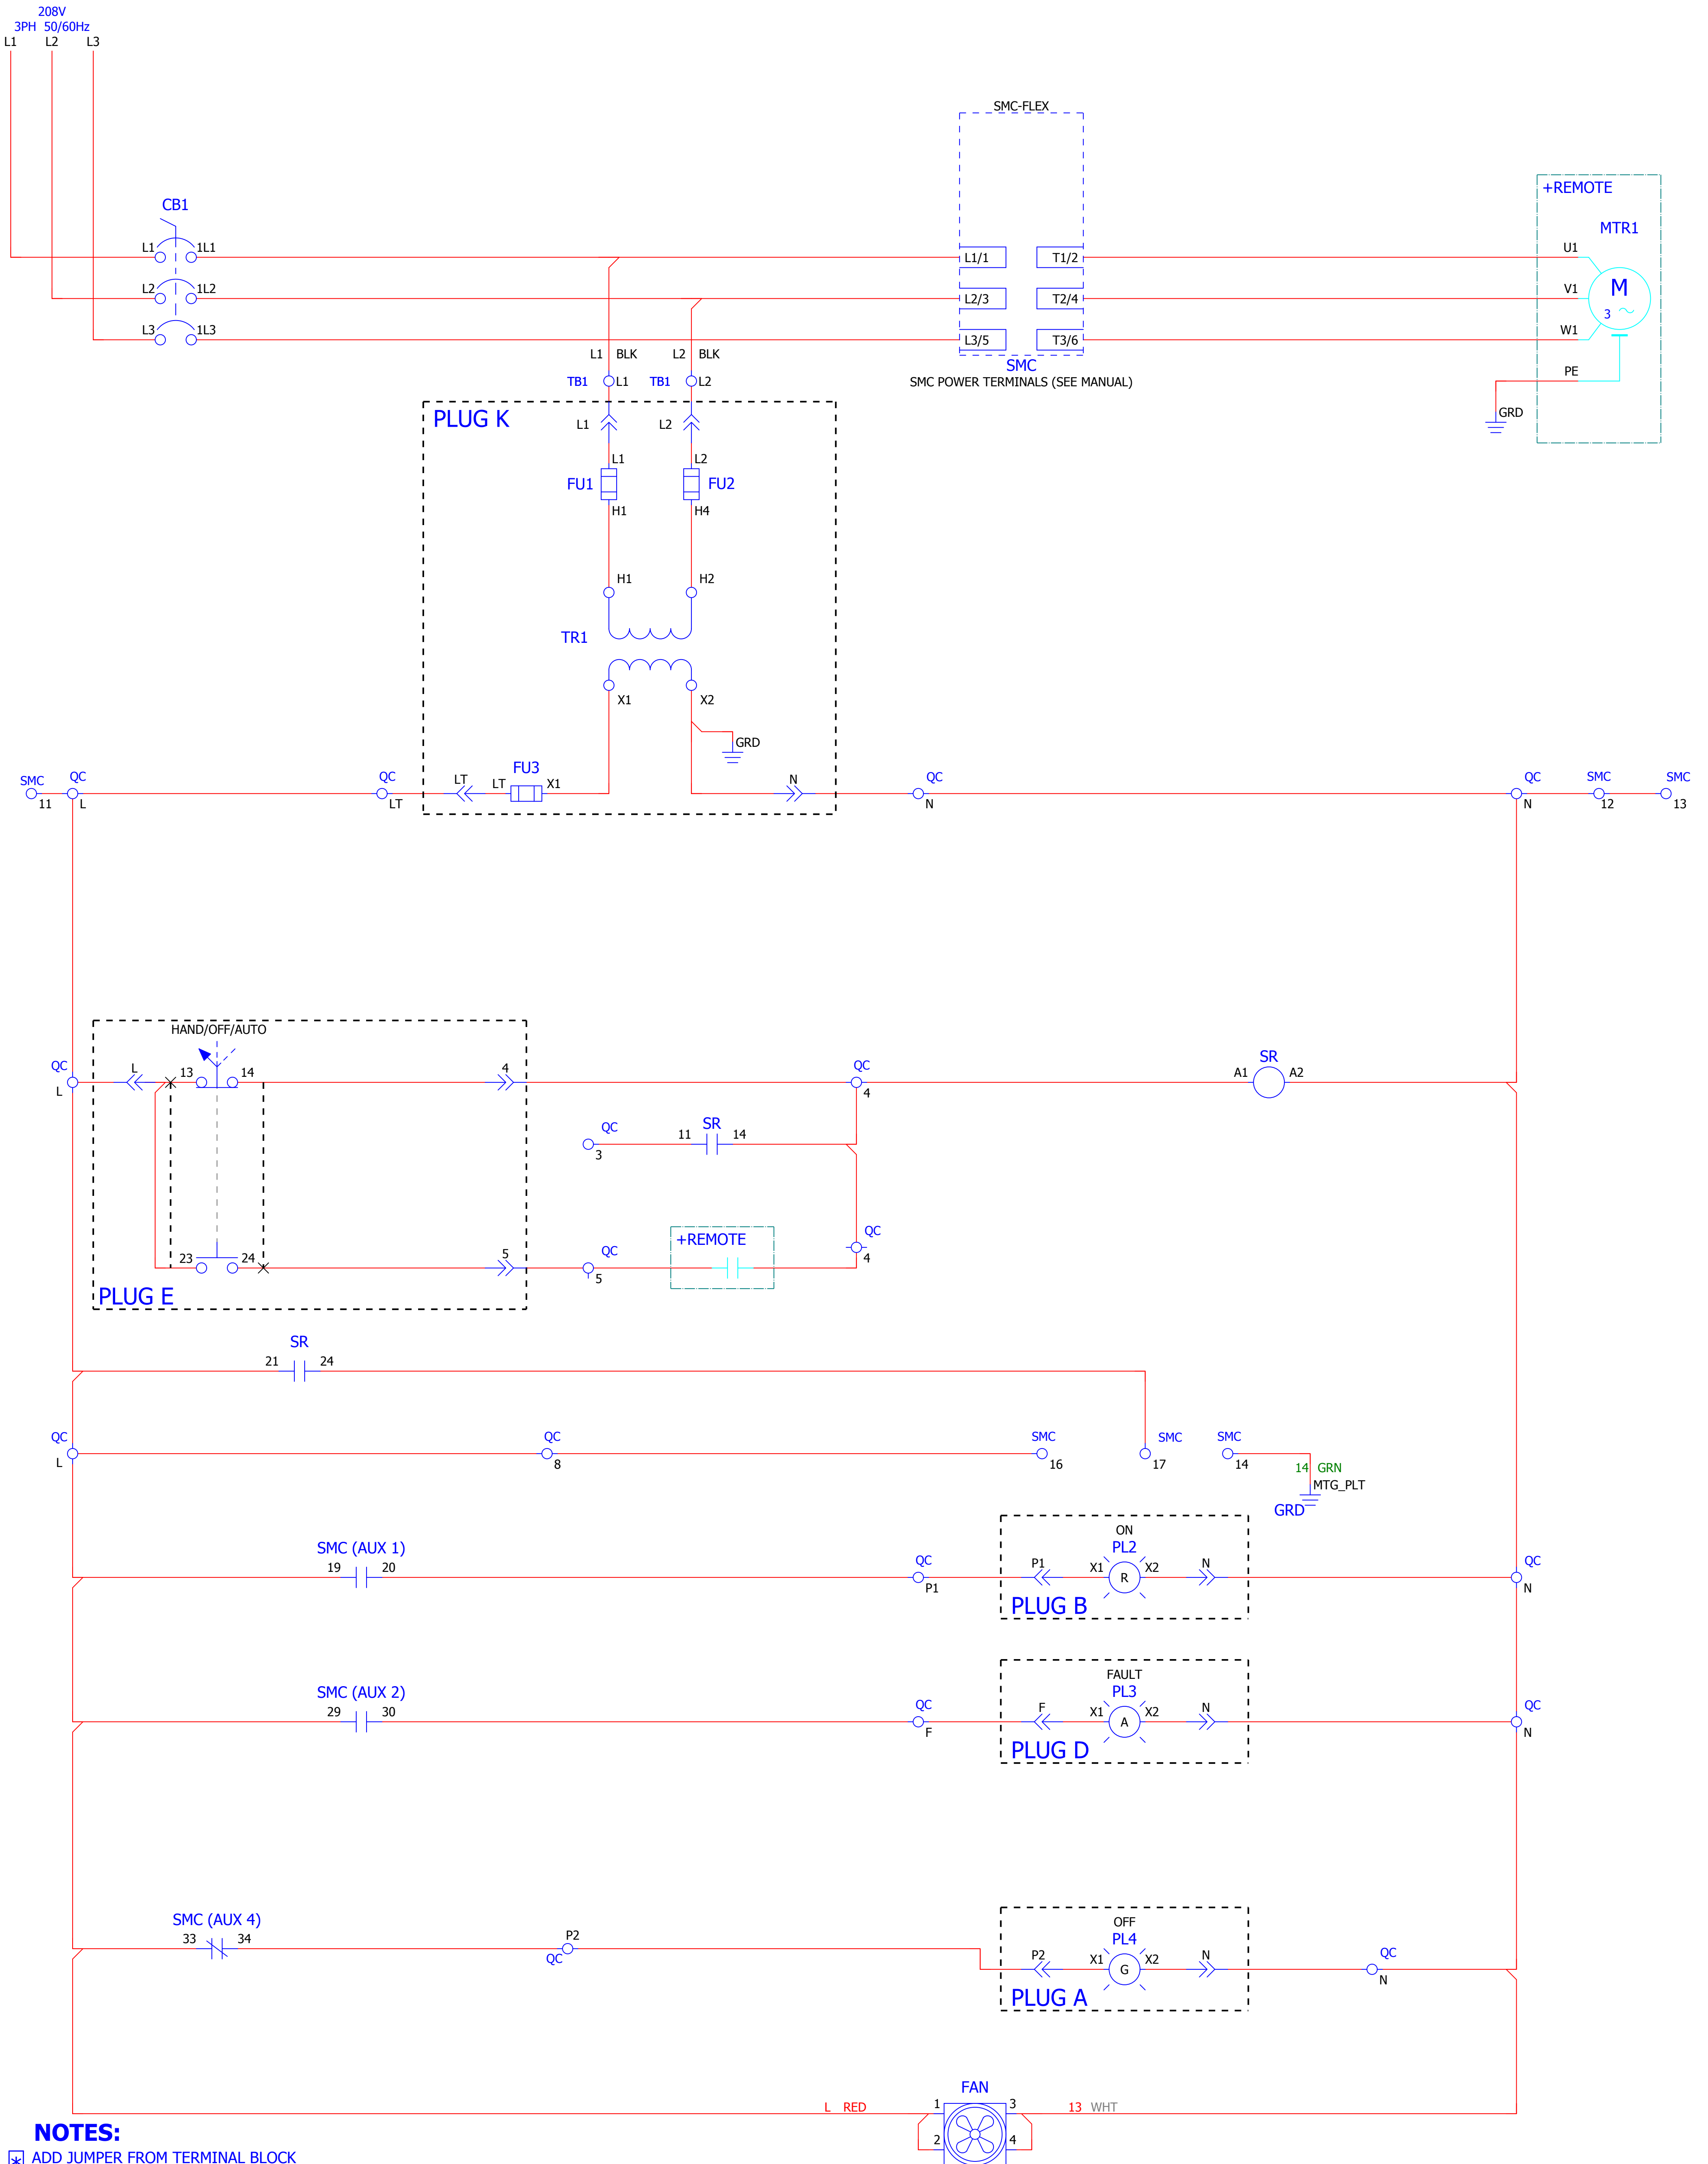 208V
3PH 50/60Hz
L1 L2 L3
SMC-FLEX
CB1
+REMOTE
MTR1
L1 1L1 L1/1 T1/2 U1
L2 1L2 L2/3 T2/4 V1
M
3
L3 1L3 L3/5 T3/6 W1
L1 BLK L2 BLK
SMC
SMC POWER TERMINALS (SEE MANUAL)
PE
TB1 L1 TB1 L2
GRD
PLUG K
L1 L2
L1 L2
FU1 FU2
H1 H4
H1 H2
TR1
X1 X2
GRD
SMC QC QC LT LT FU3 X1 N QC QC SMC SMC
11 L LT N N 12 13
HAND/OFF/AUTO
QC L 13 14 4 QC A1 SR A2
L 4
QC 11 SR 14
3
QC
+REMOTE
4
23 24 5 QC
5
PLUG E
SR
21 24
QC QC SMC SMC SMC
L 8 16 17 14
14 GRN
MTG_PLT
GRD
ON
SMC (AUX 1) PL2
19 20 QC P1 X1 R X2 N QC
P1 N
PLUG B
FAULT
SMC (AUX 2) PL3
29 30 QC F X1 A X2 N QC
F N
PLUG D
OFF
SMC (AUX 4) PL4
33 34 P2 P2 X1 G X2 N QC
QC N
PLUG A
FAN
L RED 1 3 13 WHT
2 4
NOTES:
* ADD JUMPER FROM TERMINAL BLOCK